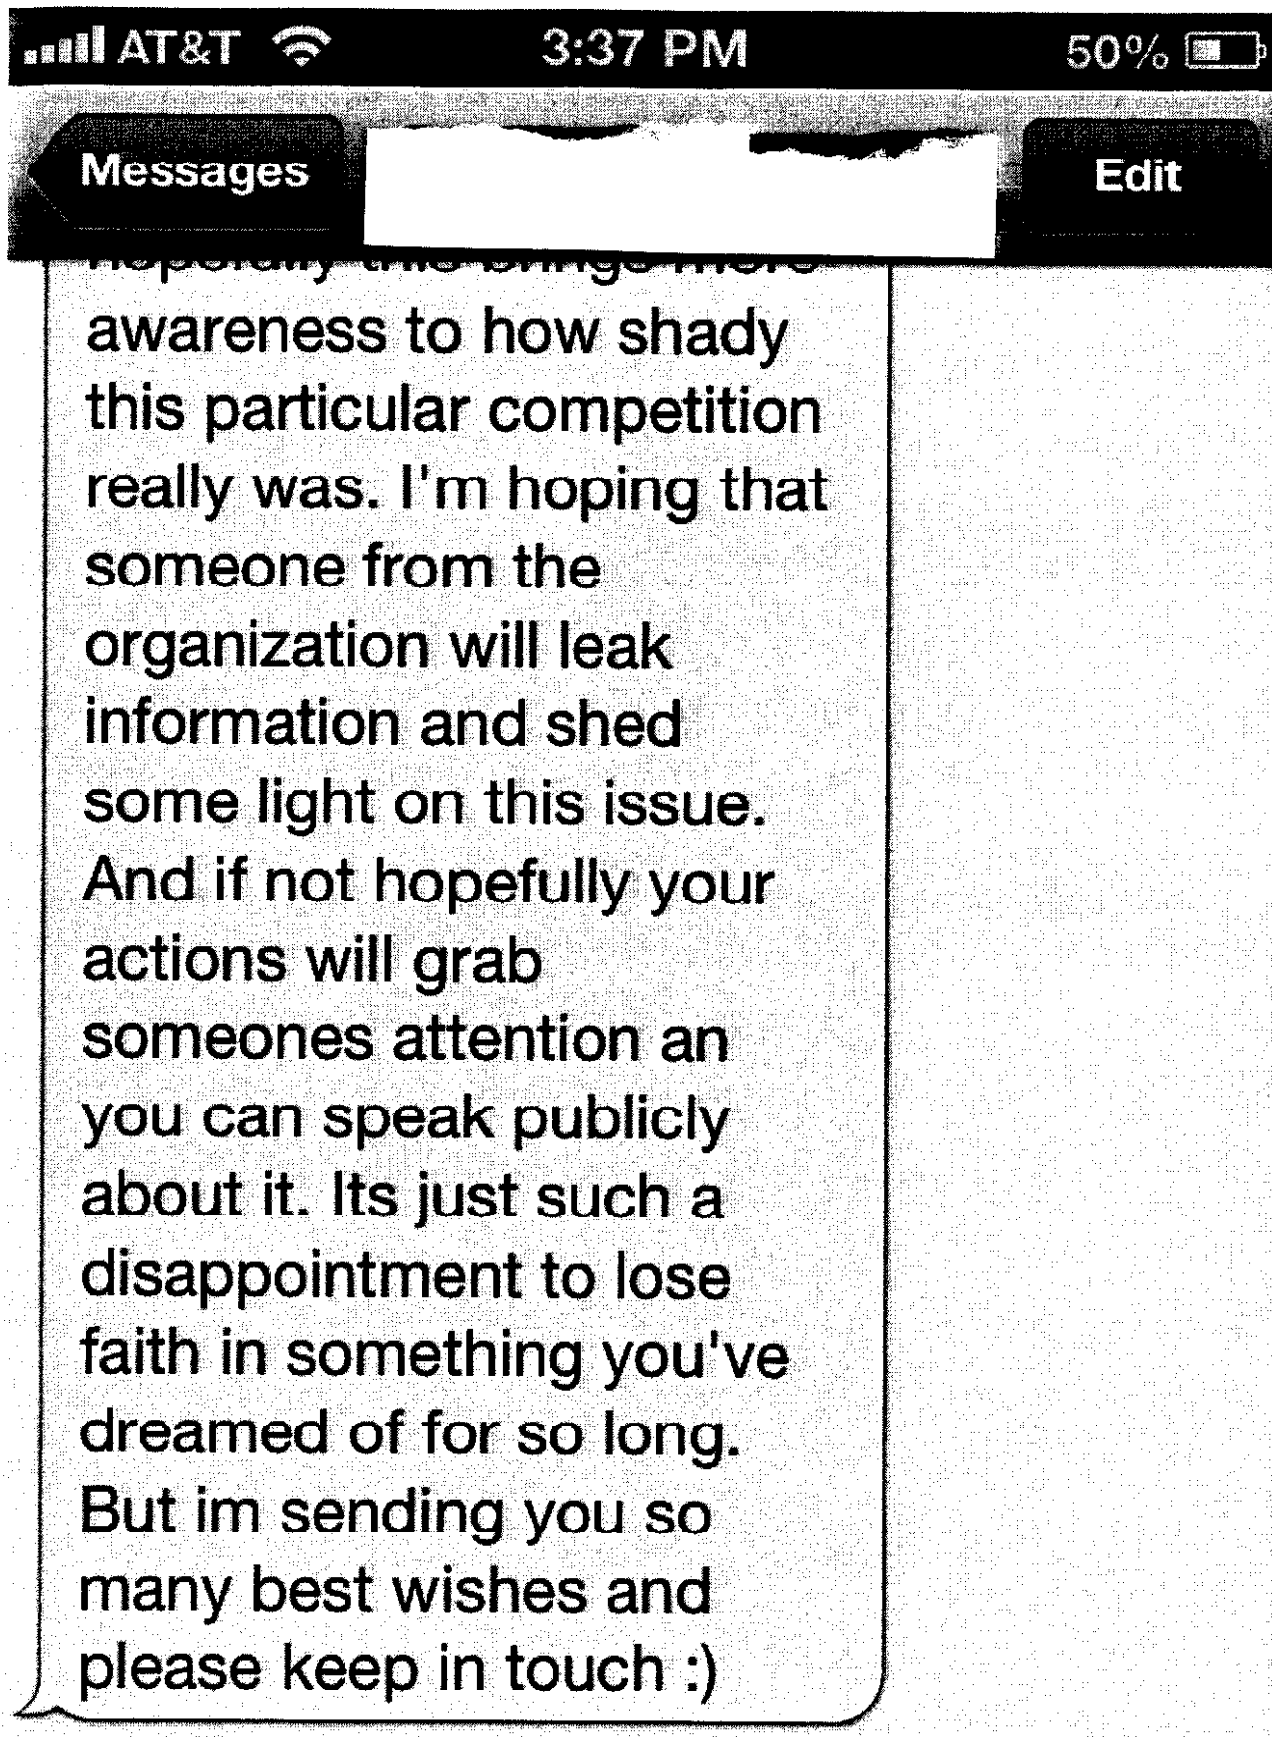 AT&T 3:37 PM 50%
Messages Edit
hopefully this brings more
awareness to how shady
this particular competition
really was. I'm hoping that
someone from the
organization will leak
information and shed
some light on this issue.
And if not hopefully your
actions will grab
someones attention an
you can speak publicly
about it. Its just such a
disappointment to lose
faith in something you've
dreamed of for so long.
But im sending you so
many best wishes and
please keep in touch :)